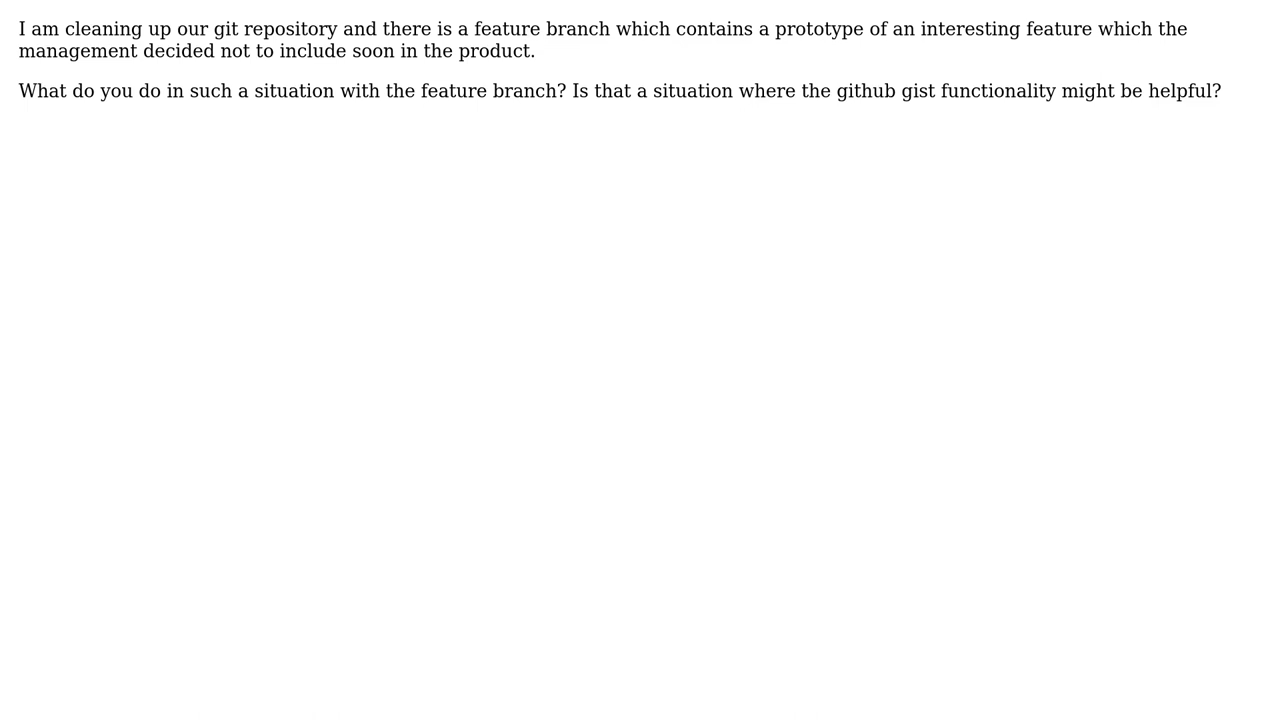 I am cleaning up our git repository and there is a feature branch which contains a prototype of an interesting feature which the
management decided not to include soon in the product.
What do you do in such a situation with the feature branch? Is that a situation where the github gist functionality might be helpful?